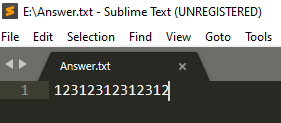 E:\Answer.txt - Sublime Text (UNREGISTERED)
File Edit Selection Find View Goto Tools
Answer.txt ×
1 12312312312312